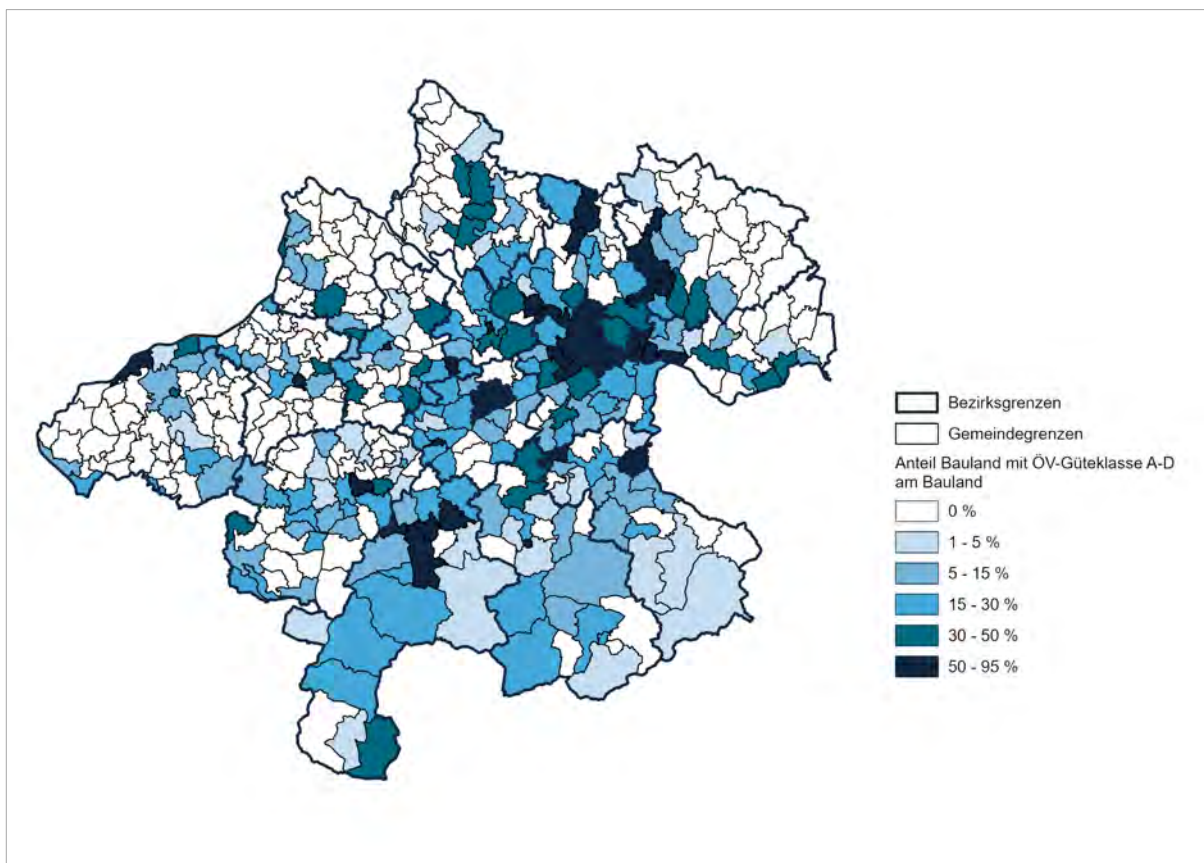 Bezirksgrenzen
Gemeindegrenzen
Anteil Bauland mit ÖV-Güteklasse A-D
am Bauland
0 %
1 - 5 %
5 - 15 %
15 - 30 %
30 - 50 %
50 - 95 %